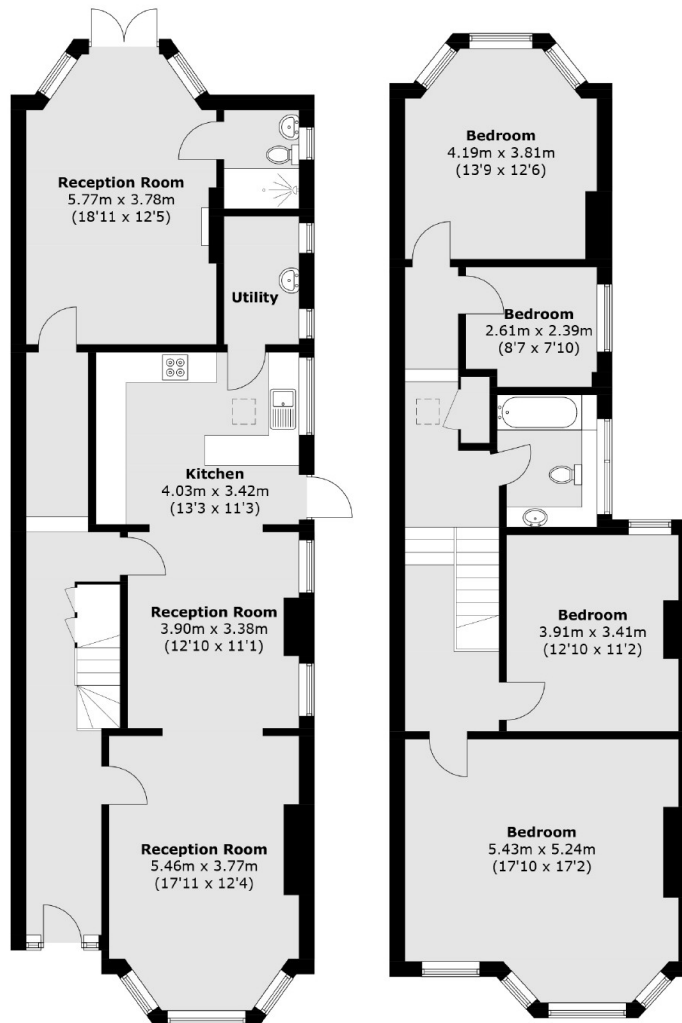 Reception Room
5.77m x 3.78m
(18'11 x 12'5)
Utility
Kitchen
4.03m x 3.42m
(13'3 x 11'3)
Reception Room
3.90m x 3.38m
(12'10 x 11'1)
Reception Room
5.46m x 3.77m
(17'11 x 12'4)
Bedroom
4.19m x 3.81m
(13'9 x 12'6)
Bedroom
2.61m x 2.39m
(8'7 x 7'10)
Bedroom
3.91m x 3.41m
(12'10 x 11'2)
Bedroom
5.43m x 5.24m
(17'10 x 17'2)